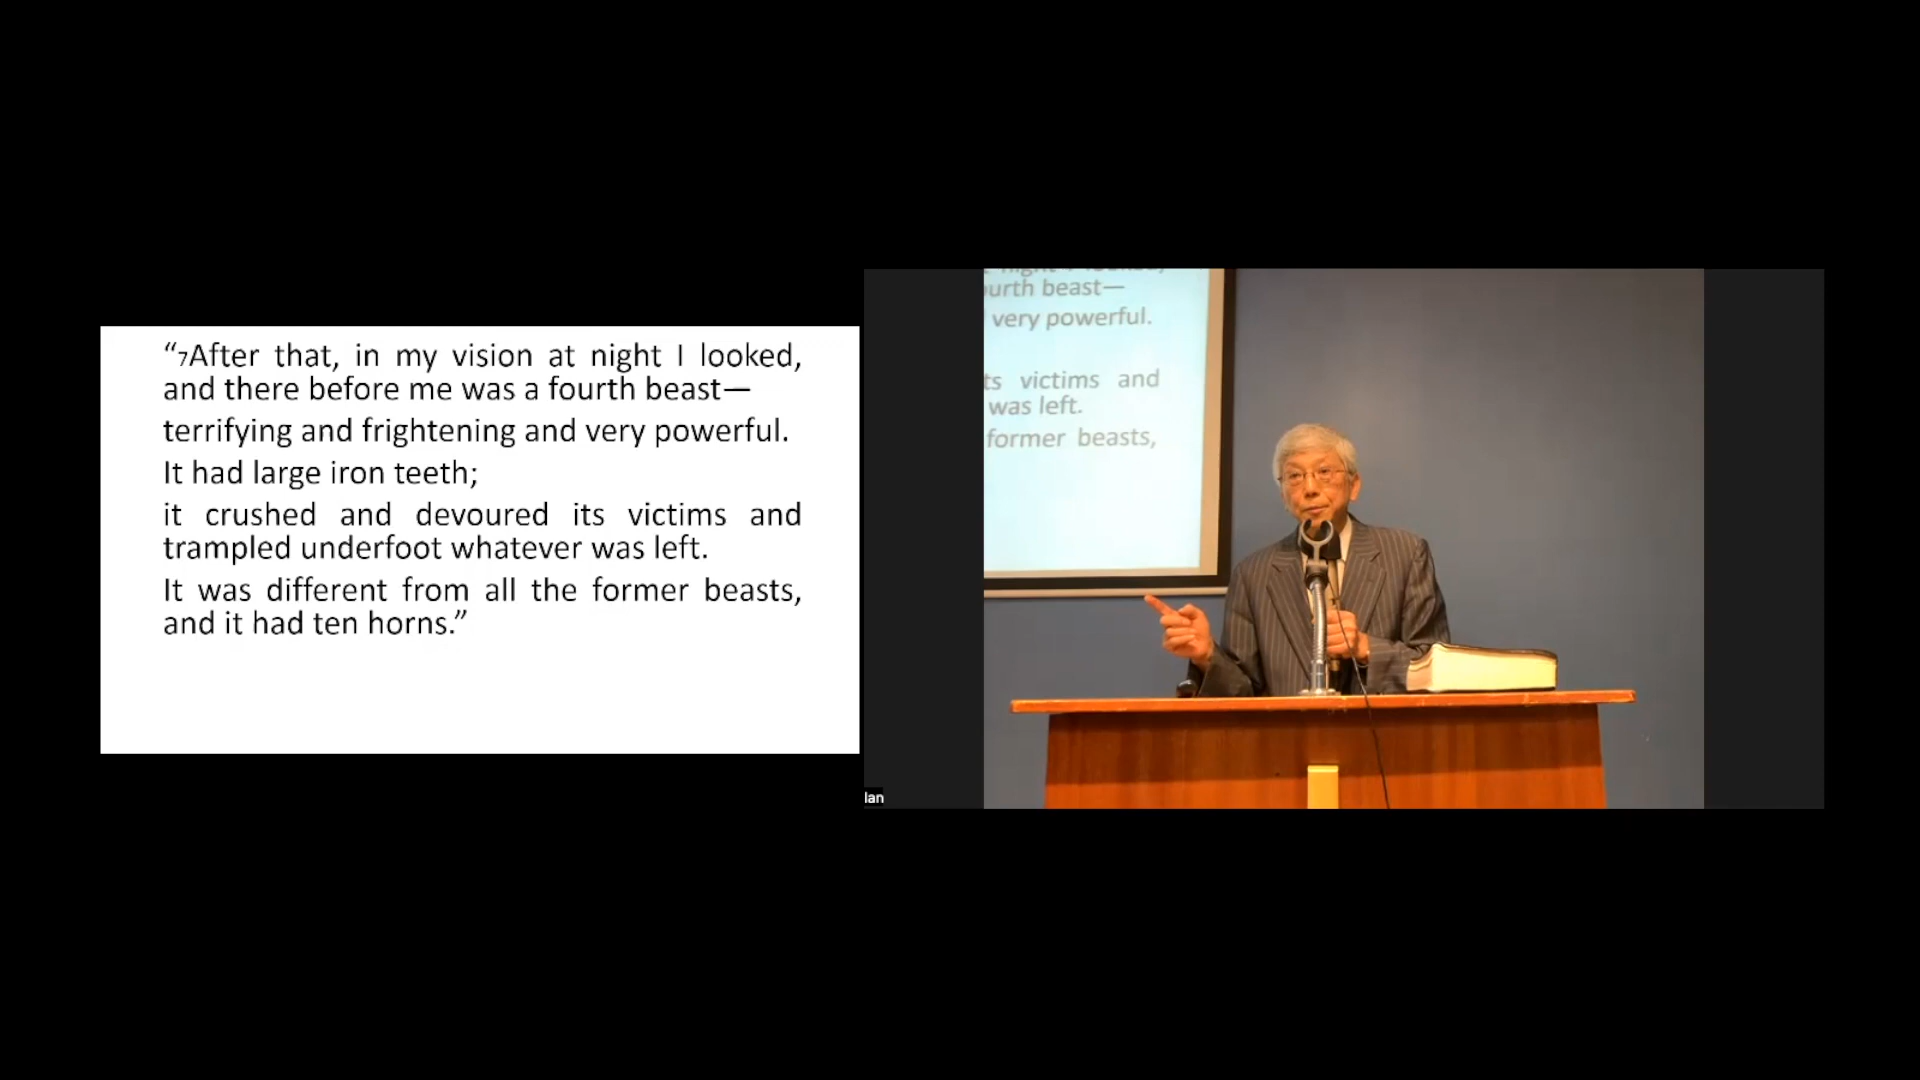 “7After that, in my vision at night I looked,
and there before me was a fourth beast—
terrifying and frightening and very powerful.
It had large iron teeth;
it crushed and devoured its victims and
trampled underfoot whatever was left.
It was different from all the former beasts,
and it had ten horns.”
urth beast—
very powerful.
ts victims and
was left.
former beasts,
lan